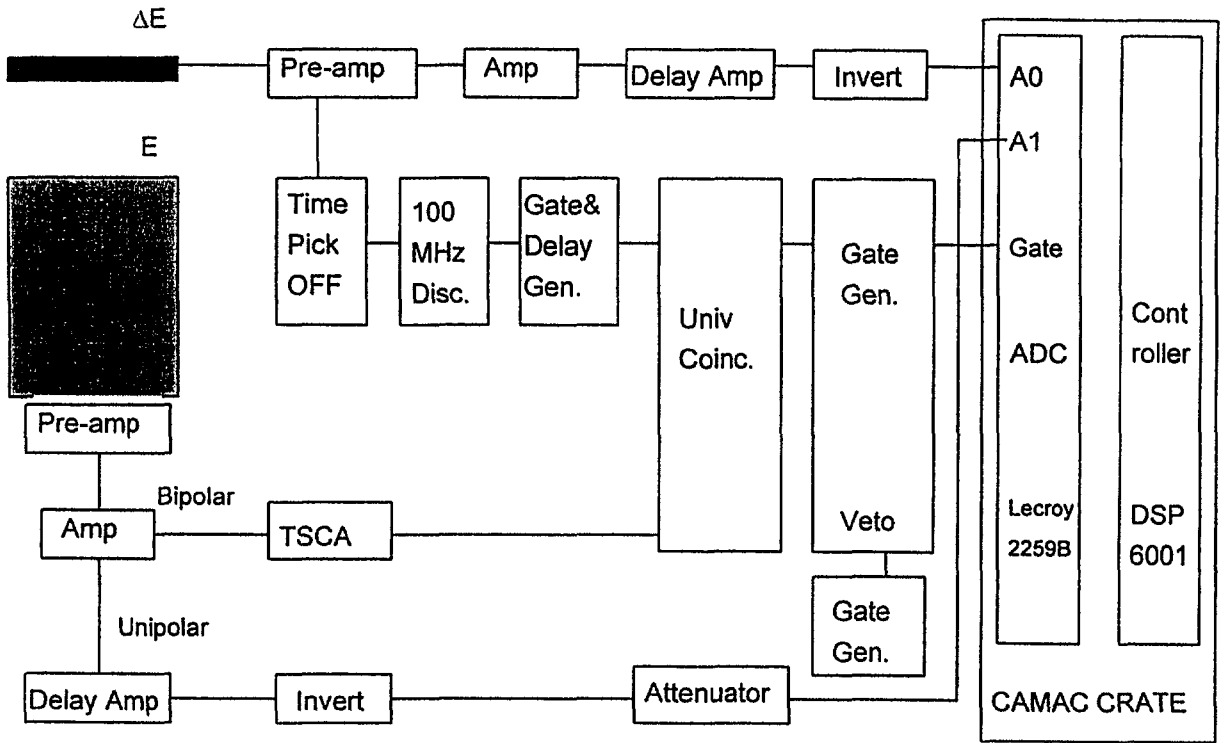 ΔE
Pre-amp
Amp
Delay Amp
Invert
A0
A1
E
Time
Pick
OFF
100
MHz
Disc.
Gate&
Delay
Gen.
Univ
Coinc.
Gate
Gen.
Veto
Gate
Gen.
Gate
ADC
Lecroy
2259B
Cont
roller
DSP
6001
Pre-amp
Amp
Bipolar
TSCA
Unipolar
Delay Amp
Invert
Attenuator
CAMAC CRATE